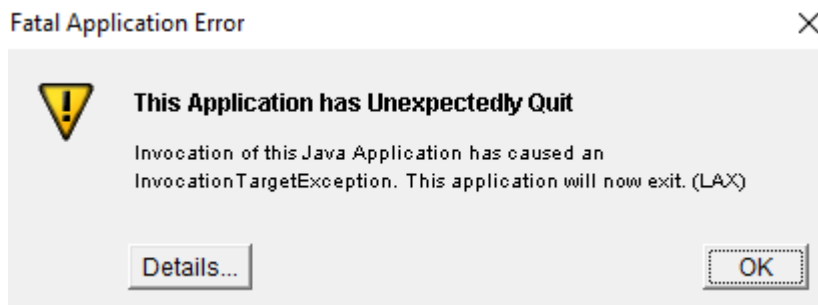 Fatal Application Error
This Application has Unexpectedly Quit
Invocation of this Java Application has caused an
InvocationTargetException. This application will now exit. (LAX)
Details...
OK